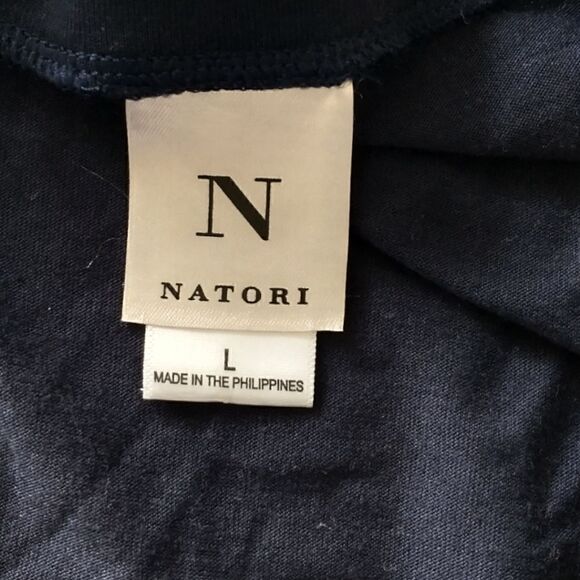 N
NATORI
L
MADE IN THE PHILIPPINES